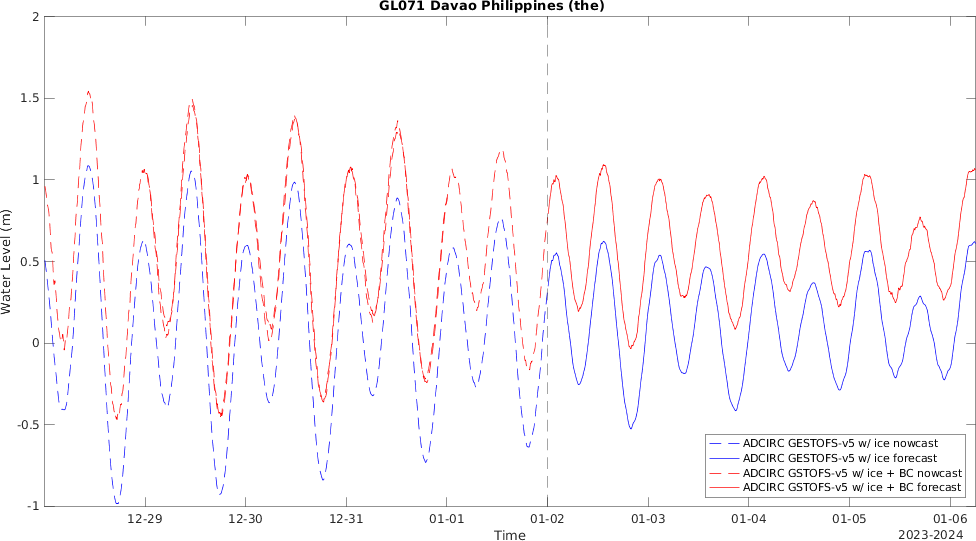 GL071 Davao Philippines (the)
2
1.5
1
0.5
0
-0.5
-1
Water Level (m)
ADCIRC GESTOFS-v5 w/ ice nowcast
ADCIRC GESTOFS-v5 w/ ice forecast
ADCIRC GSTOFS-v5 w/ ice + BC nowcast
ADCIRC GSTOFS-v5 w/ ice + BC forecast
12-29 12-30 12-31 01-01 01-02 01-03 01-04 01-05 01-06
Time
2023-2024